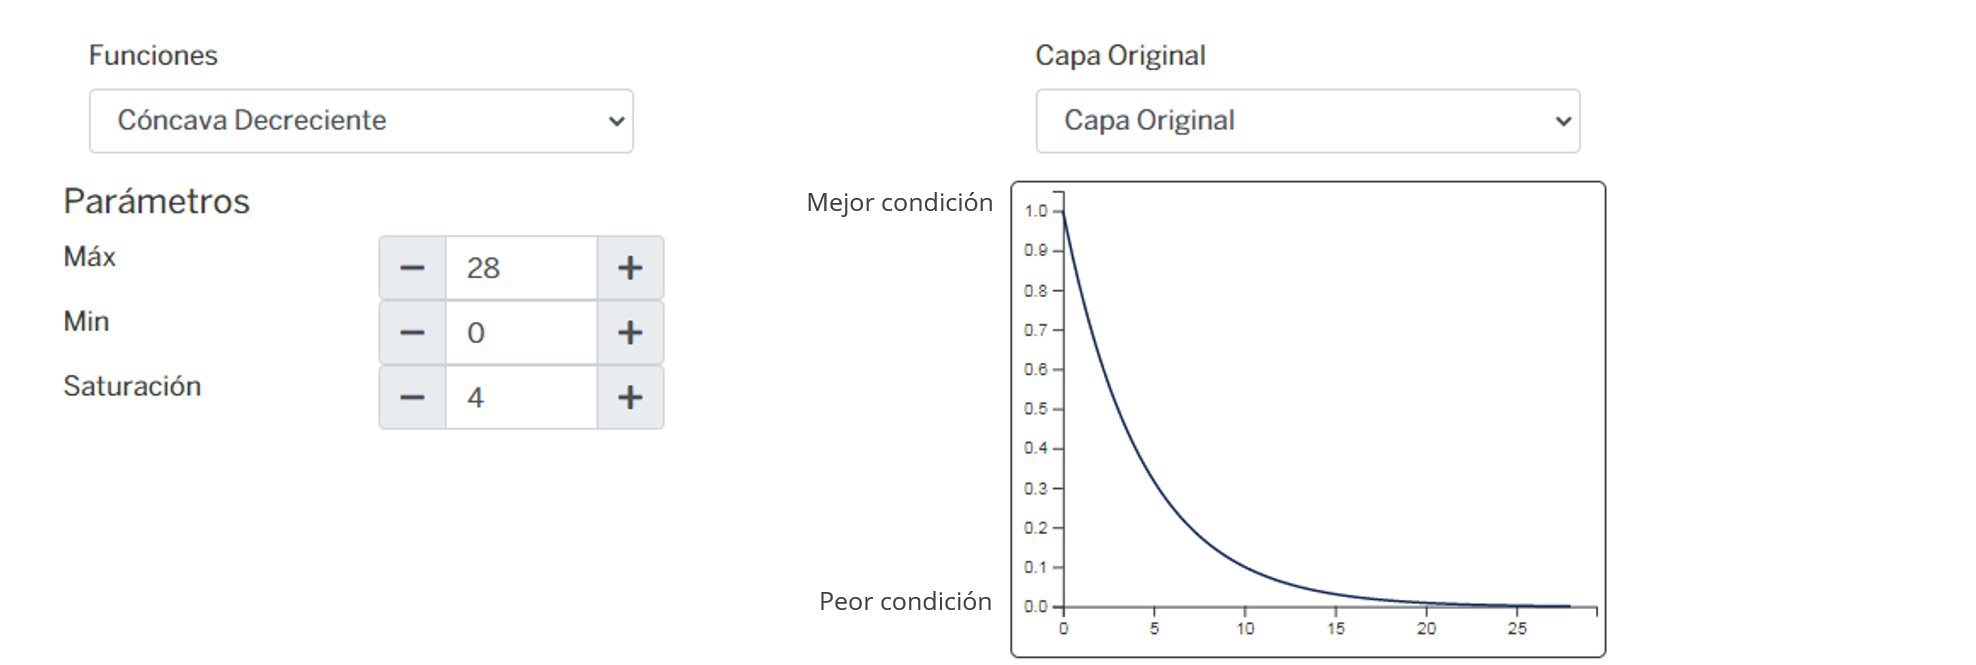 Funciones
Cóncava Decreciente
Capa Original
Capa Original
Parámetros
Máx
28
Min
0
Saturación
4
Mejor condición
Peor condición
1.0
0.9
0.8
0.7
0.6
0.5
0.4
0.3
0.2
0.1
0.0
0 5 10 15 20 25